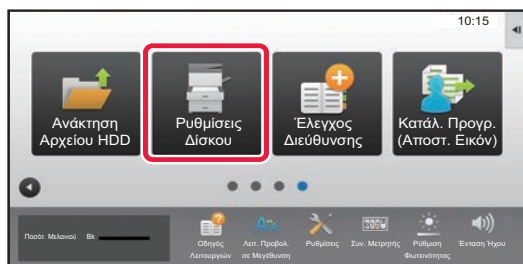 10:15
Ανάκτηση
Αρχείου HDD
Ρυθμίσεις
Δίσκου
Έλεγχος
Διεύθυνσης
Κατάλ. Προγρ.
(Αποστ. Εικόν)
Ποσότ. Μελανιού Bk
Οδηγός
Λειτουργιών
Λειτ. Προβολ.
σε Μεγέθυνση
Ρυθμίσεις
Συν. Μετρητής
Ρύθμιση
Φωτεινότητας
Ένταση Ήχου